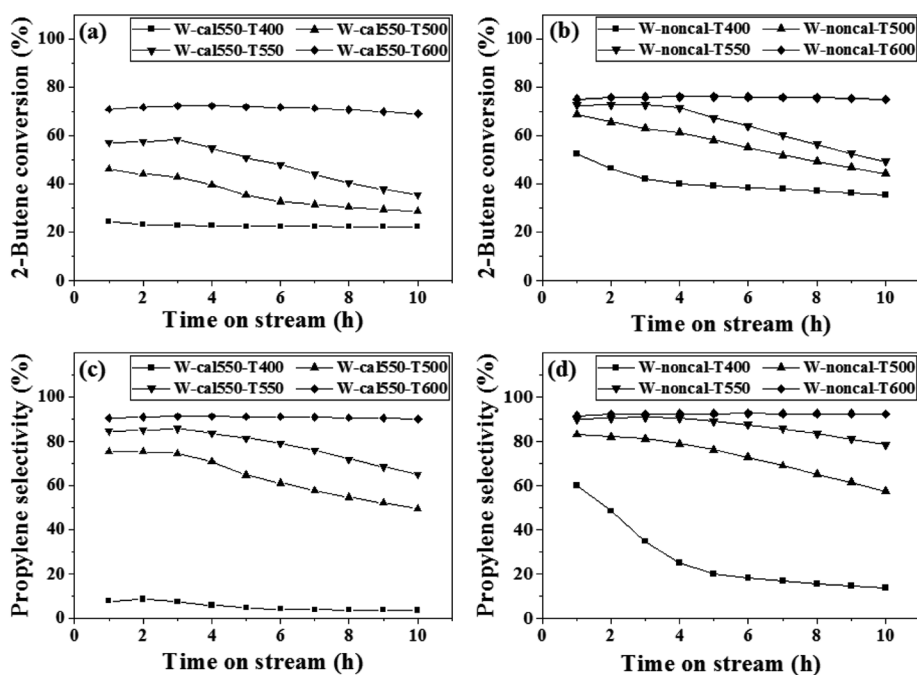 (a)
W-cal550-T400 W-cal550-T500
W-cal550-T550 W-cal550-T600
2-Butene conversion (%)
100
80
60
40
20
0
0 2 4 6 8 10
Time on stream (h)
(b)
W-noncal-T400 W-noncal-T500
W-noncal-T550 W-noncal-T600
2-Butene conversion (%)
100
80
60
40
20
0
0 2 4 6 8 10
Time on stream (h)
(c)
W-cal550-T400 W-cal550-T500
W-cal550-T550 W-cal550-T600
Propylene selectivity (%)
100
80
60
40
20
0
0 2 4 6 8 10
Time on stream (h)
(d)
W-noncal-T400 W-noncal-T500
W-noncal-T550 W-noncal-T600
Propylene selectivity (%)
100
80
60
40
20
0
0 2 4 6 8 10
Time on stream (h)